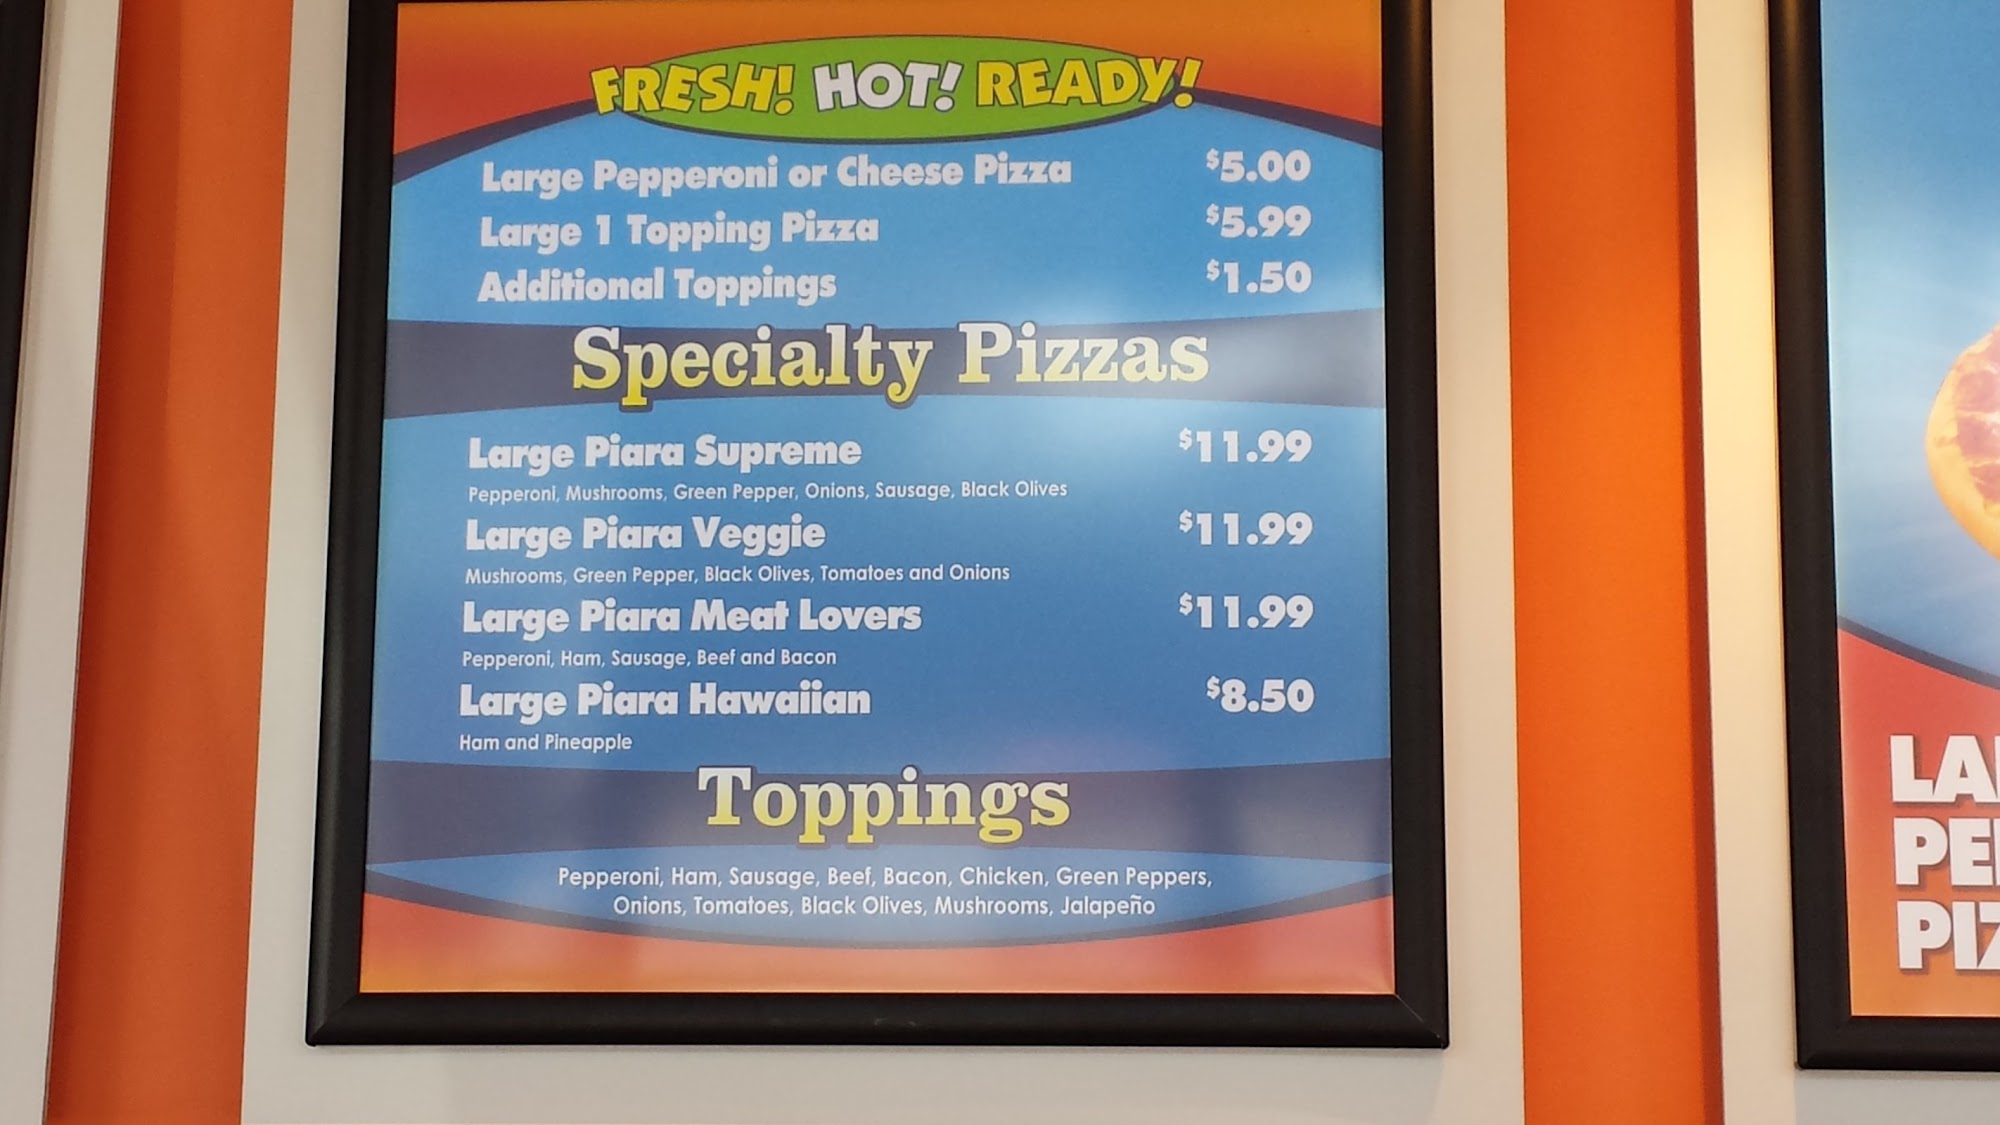 FRESH! HOT! READY!
Large Pepperoni or Cheese Pizza $5.00
Large 1 Topping Pizza $5.99
Additional Toppings $1.50
Specialty Pizzas
Large Piara Supreme $11.99
Pepperoni, Mushrooms, Green Pepper, Onions, Sausage, Black Olives
Large Piara Veggie $11.99
Mushrooms, Green Pepper, Black Olives, Tomatoes and Onions
Large Piara Meat Lovers $11.99
Pepperoni, Ham, Sausage, Beef and Bacon
Large Piara Hawaiian $8.50
Ham and Pineapple
Toppings
Pepperoni, Ham, Sausage, Beef, Bacon, Chicken, Green Peppers,
Onions, Tomatoes, Black Olives, Mushrooms, Jalapeño